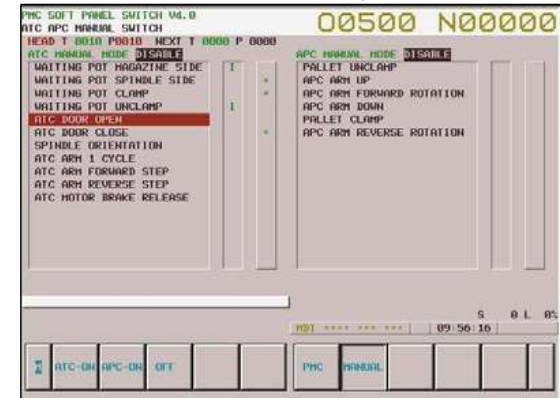 PMC SOFT PANEL SWITCH V4.0
ATC APC MANUAL SWITCH
O0500 N00000
HEAD T 0010 P0010 NEXT T 0000 P 0000
ATC MANUAL MODE DISABLE
WAITING POT MAGAZINE SIDE I
WAITING POT SPINDLE SIDE *
WAITING POT CLAMP *
WAITING POT UNCLAMP I
ATC DOOR OPEN
ATC DOOR CLOSE *
SPINDLE ORIENTATION
ATC ARM 1 CYCLE
ATC ARM FORWARD STEP
ATC ARM REVERSE STEP
ATC MOTOR BRAKE RELEASE
APC MANUAL MODE DISABLE
PALLET UNCLAMP
APC ARM UP
APC ARM FORWARD ROTATION
APC ARM DOWN
PALLET CLAMP
APC ARM REVERSE ROTATION
S 0 L 0%
MDI **** *** *** 09:56:16
ATC-ON APC-ON OFF PMC MANUAL